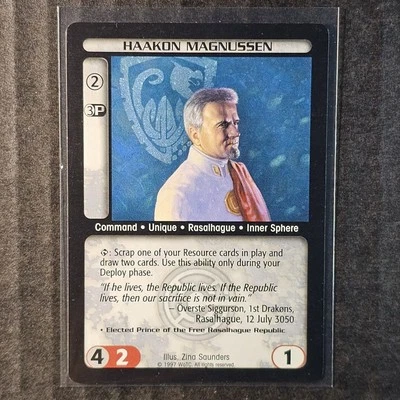 HAAKON MAGNUSSEN
2
3P
Command • Unique • Rasalhague • Inner Sphere
: Scrap one of your Resource cards in play and
draw two cards. Use this ability only during your
Deploy phase.
"If he lives, the Republic lives. If the Republic
lives, then our sacrifice is not in vain."
– Överste Siggurson, 1st Drakøns,
Rasalhague, 12 July 3050
• Elected Prince of the Free Rasalhague Republic
4 2
Illus. Zina Saunders
© 1997 WotC. All rights reserved.
1